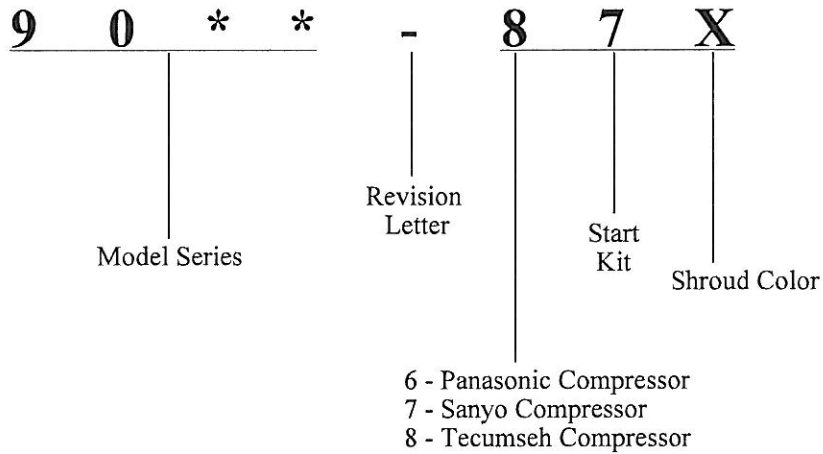 9 0 * * - 8 7 X
Revision
Letter
Start
Kit
Model Series
Shroud Color
6 - Panasonic Compressor
7 - Sanyo Compressor
8 - Tecumseh Compressor